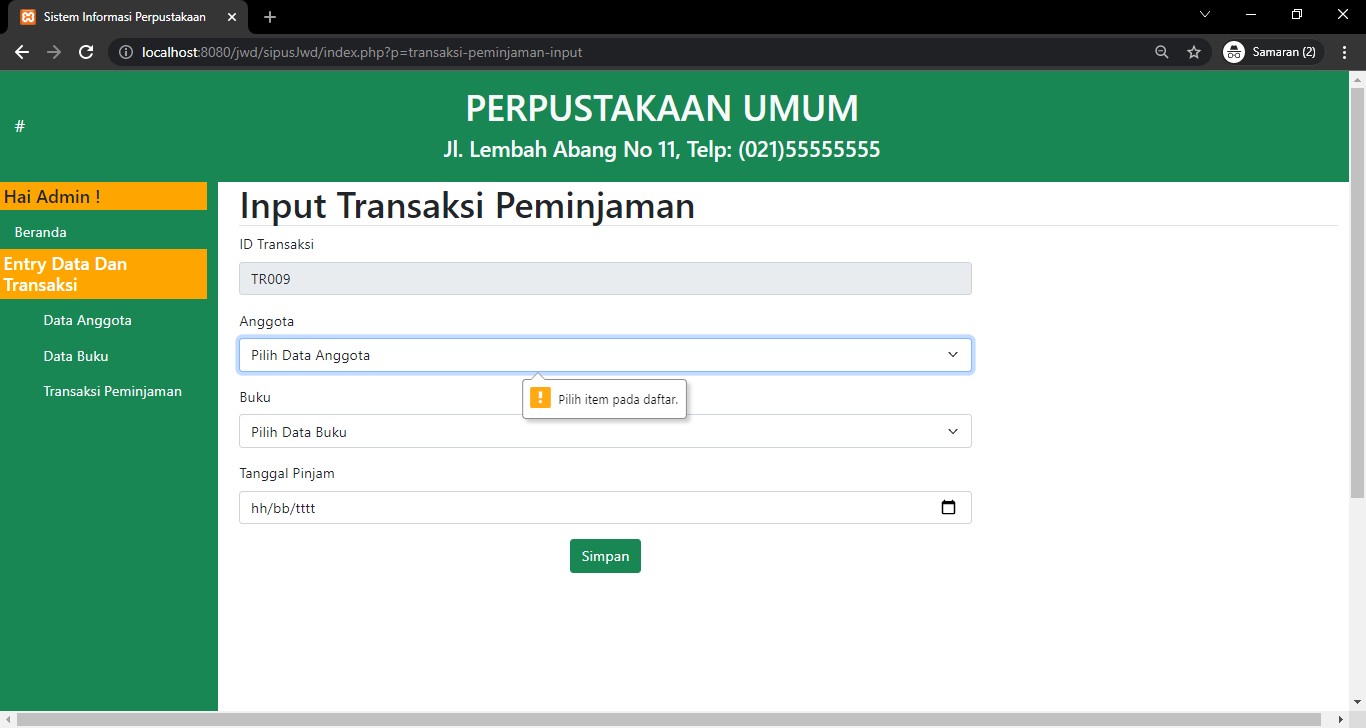 Sistem Informasi Perpustakaan
localhost:8080/jwd/sipusJwd/index.php?p=transaksi-peminjaman-input
Samaran (2)
#
PERPUSTAKAAN UMUM
Jl. Lembah Abang No 11, Telp: (021)55555555
Hai Admin !
Beranda
Entry Data Dan
Transaksi
Data Anggota
Data Buku
Transaksi Peminjaman
Input Transaksi Peminjaman
ID Transaksi
TR009
Anggota
Pilih Data Anggota
Pilih item pada daftar.
Buku
Pilih Data Buku
Tanggal Pinjam
hh/bb/tttt
Simpan